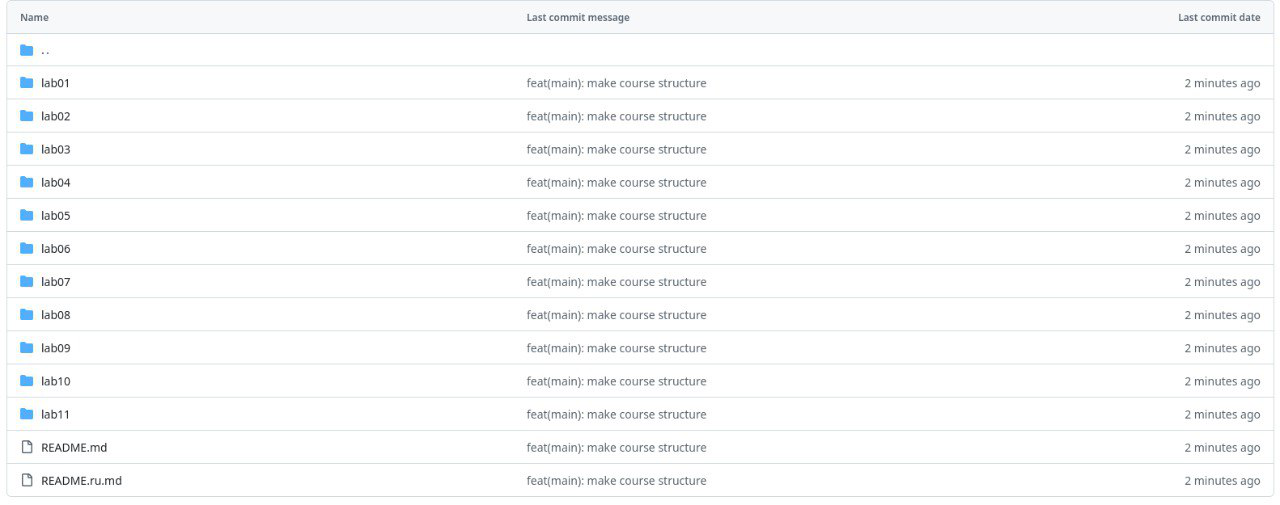 Name Last commit message Last commit date
..
lab01 feat(main): make course structure 2 minutes ago
lab02 feat(main): make course structure 2 minutes ago
lab03 feat(main): make course structure 2 minutes ago
lab04 feat(main): make course structure 2 minutes ago
lab05 feat(main): make course structure 2 minutes ago
lab06 feat(main): make course structure 2 minutes ago
lab07 feat(main): make course structure 2 minutes ago
lab08 feat(main): make course structure 2 minutes ago
lab09 feat(main): make course structure 2 minutes ago
lab10 feat(main): make course structure 2 minutes ago
lab11 feat(main): make course structure 2 minutes ago
README.md feat(main): make course structure 2 minutes ago
README.ru.md feat(main): make course structure 2 minutes ago